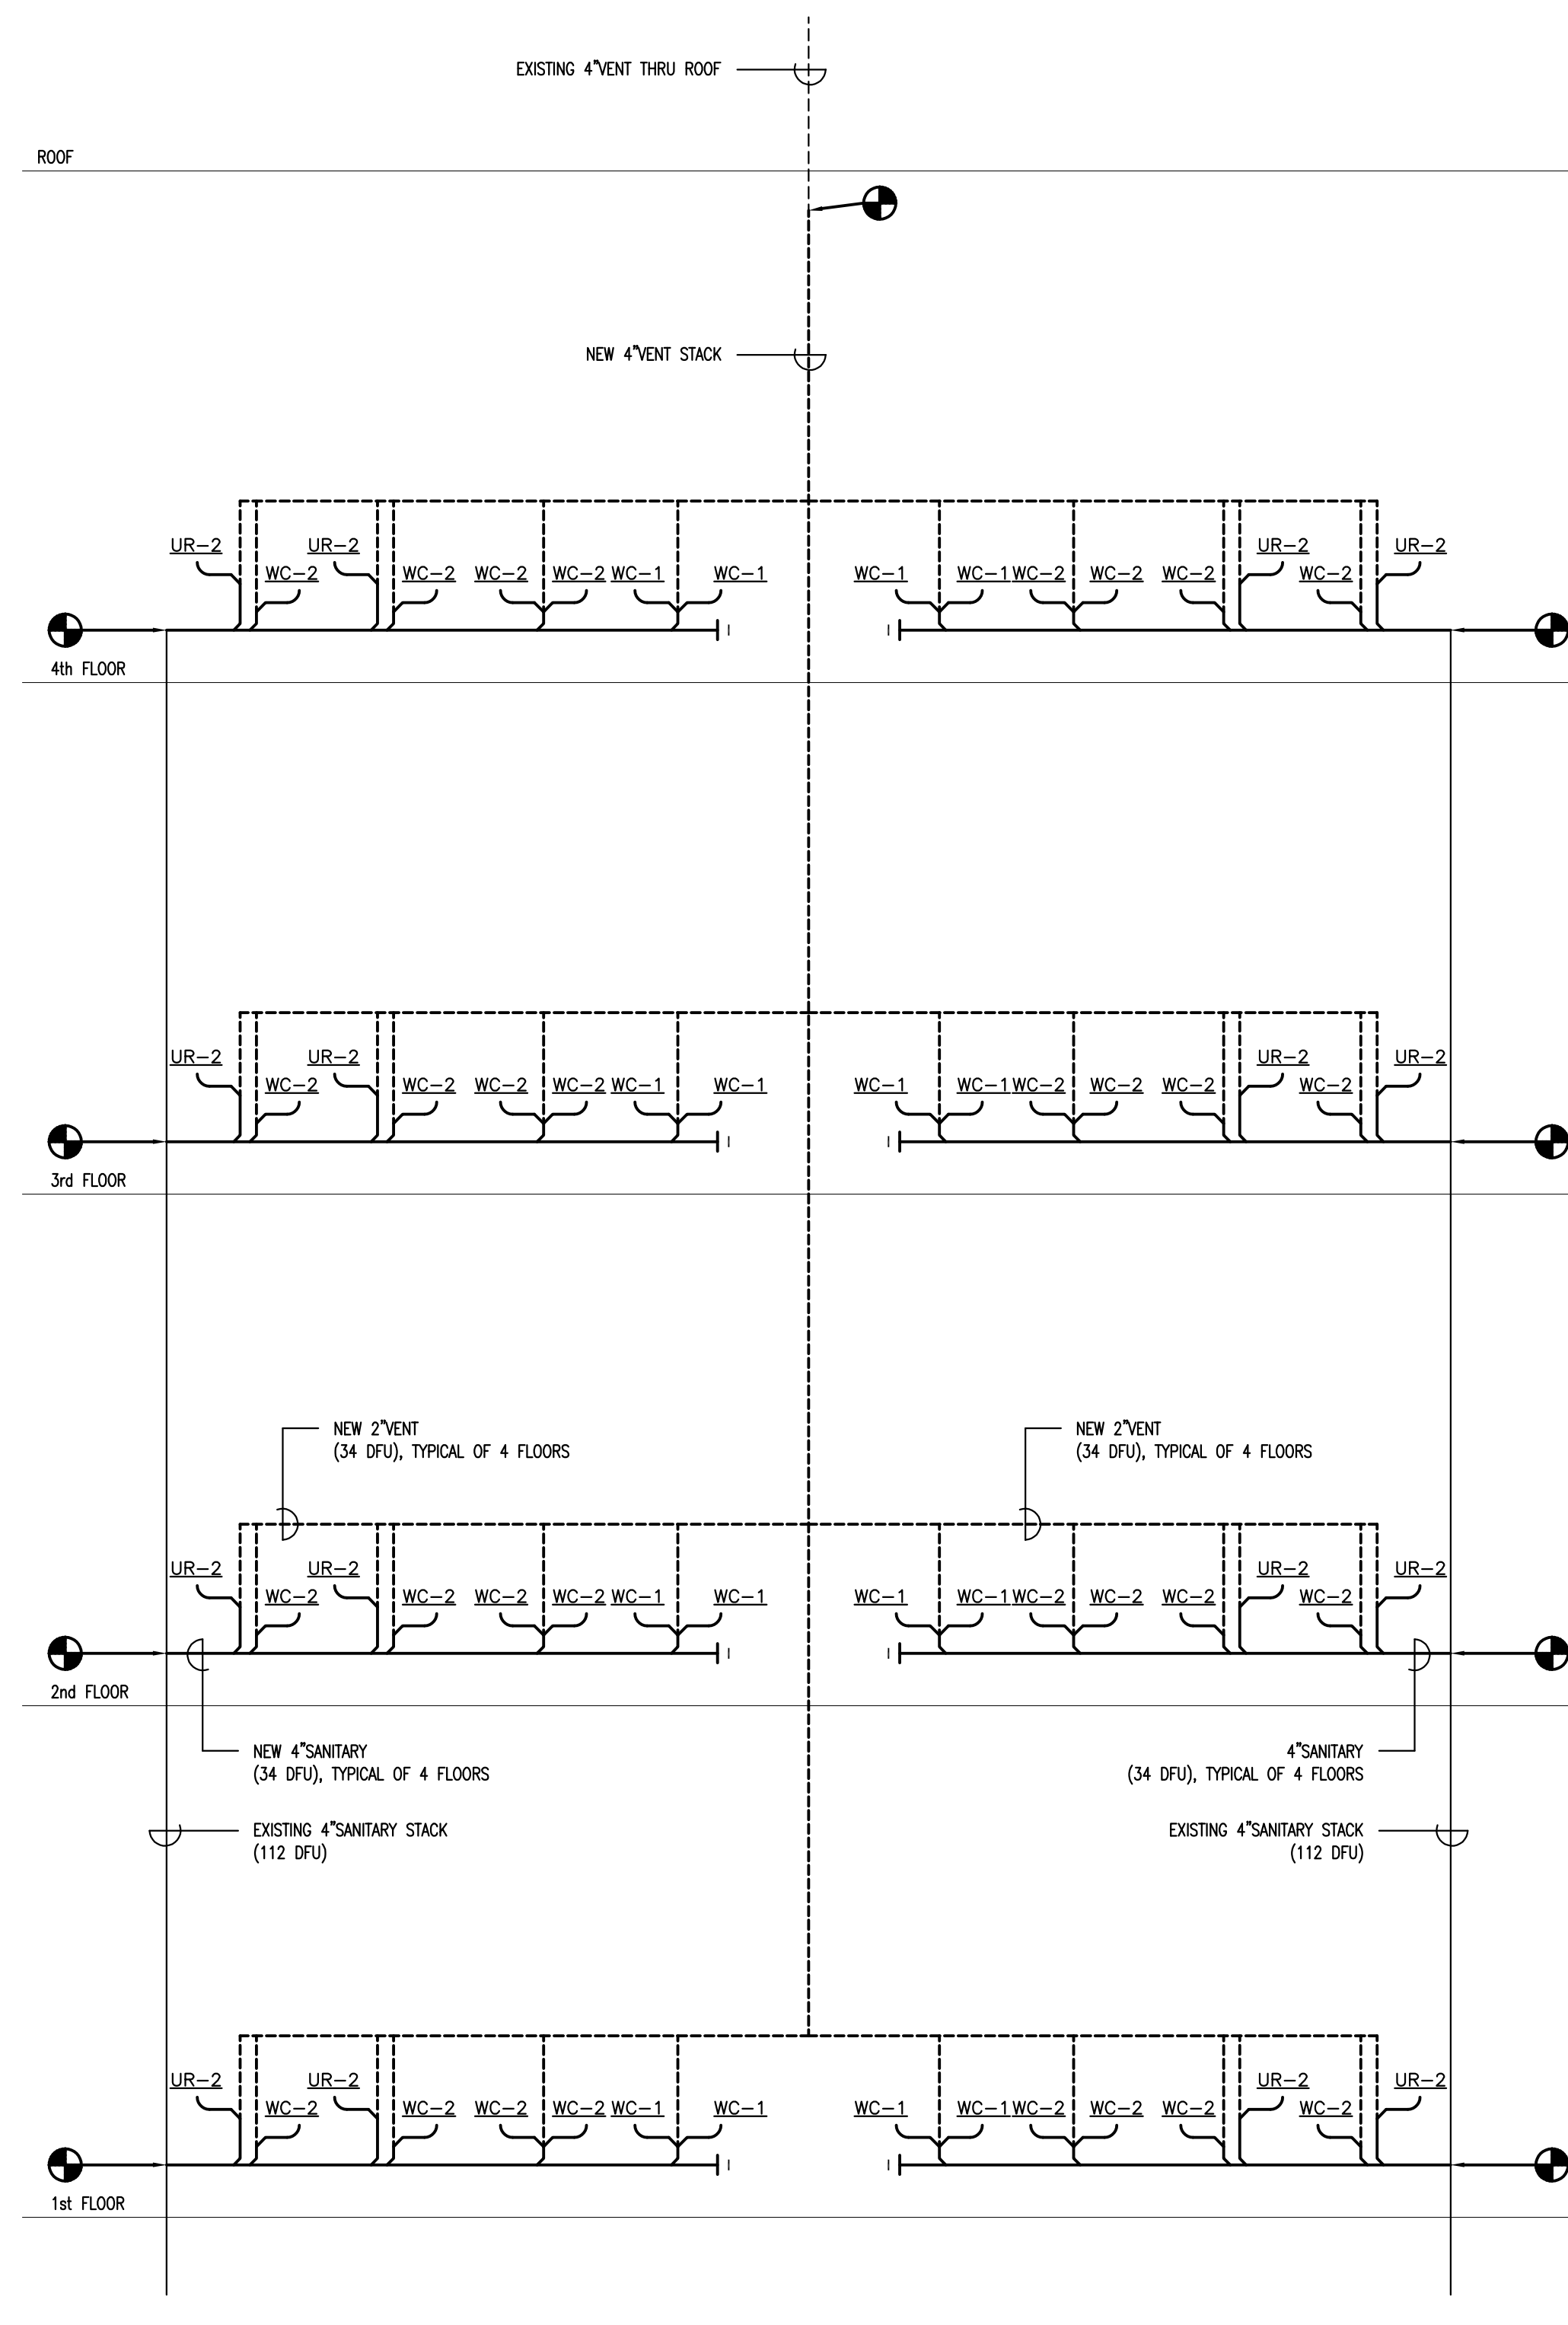 EXISTING 4"VENT THRU ROOF
ROOF
NEW 4"VENT STACK
UR-2 UR-2 UR-2 UR-2
WC-2 WC-2 WC-2 WC-2 WC-1 WC-1 WC-1 WC-1 WC-2 WC-2 WC-2 WC-2
4th FLOOR
UR-2 UR-2 UR-2 UR-2
WC-2 WC-2 WC-2 WC-2 WC-1 WC-1 WC-1 WC-1 WC-2 WC-2 WC-2 WC-2
3rd FLOOR
NEW 2"VENT
(34 DFU), TYPICAL OF 4 FLOORS
NEW 2"VENT
(34 DFU), TYPICAL OF 4 FLOORS
UR-2 UR-2 UR-2 UR-2
WC-2 WC-2 WC-2 WC-2 WC-1 WC-1 WC-1 WC-1 WC-2 WC-2 WC-2 WC-2
2nd FLOOR
NEW 4"SANITARY
(34 DFU), TYPICAL OF 4 FLOORS
4"SANITARY
(34 DFU), TYPICAL OF 4 FLOORS
EXISTING 4"SANITARY STACK
(112 DFU)
EXISTING 4"SANITARY STACK
(112 DFU)
UR-2 UR-2 UR-2 UR-2
WC-2 WC-2 WC-2 WC-2 WC-1 WC-1 WC-1 WC-1 WC-2 WC-2 WC-2 WC-2
1st FLOOR